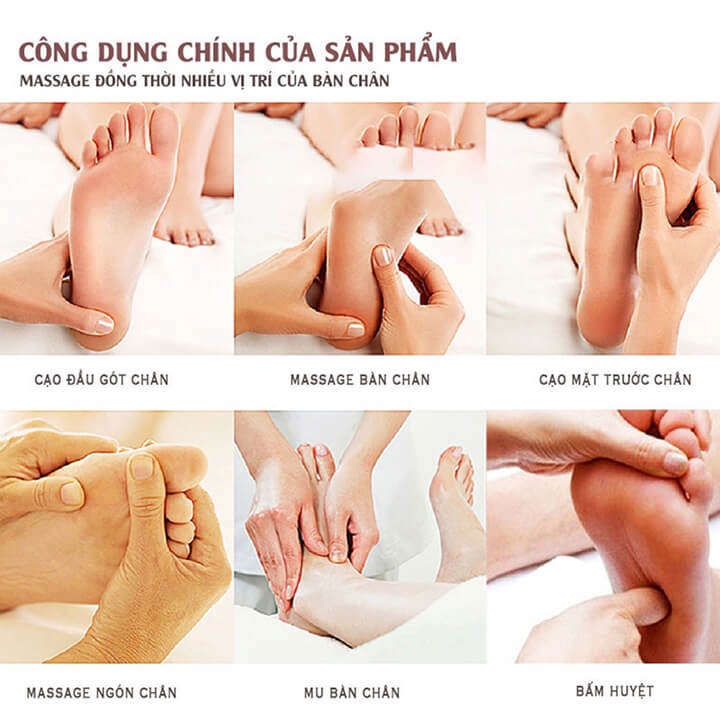 CÔNG DỤNG CHÍNH CỦA SẢN PHẨM
MASSAGE ĐỒNG THỜI NHIỀU VỊ TRÍ CỦA BÀN CHÂN
CẠO ĐẦU GÓT CHÂN
MASSAGE BÀN CHÂN
CẠO MẶT TRƯỚC CHÂN
MASSAGE NGÓN CHÂN
MU BÀN CHÂN
BẤM HUYỆT